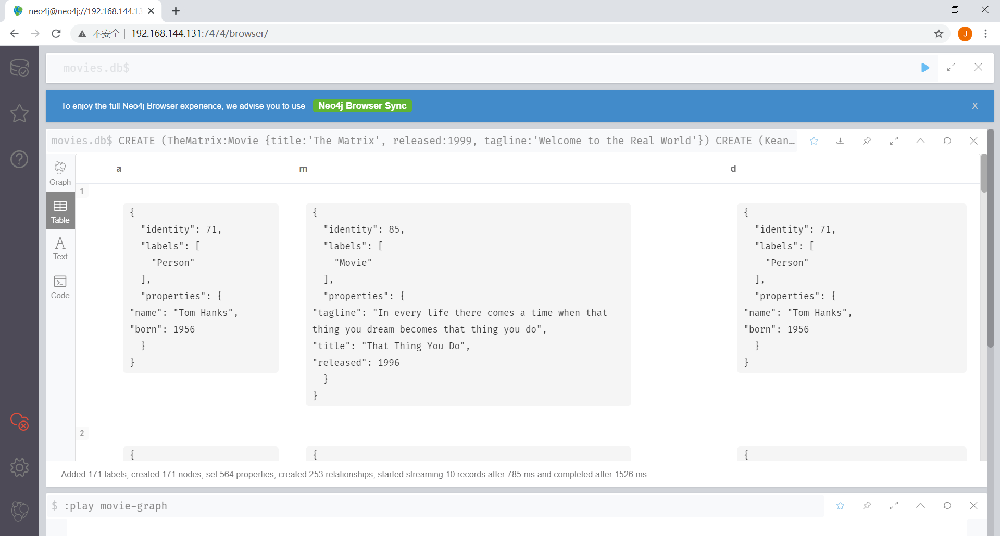 neo4j@neo4j://192.168.144.13
不安全 | 192.168.144.131:7474/browser/
J
movies.db$
To enjoy the full Neo4j Browser experience, we advise you to use Neo4j Browser Sync
X
movies.db$ CREATE (TheMatrix:Movie {title:'The Matrix', released:1999, tagline:'Welcome to the Real World'}) CREATE (Kean…
Graph
Table
Text
Code
a m d
1
{
"identity": 71,
"labels": [
"Person"
],
"properties": {
"name": "Tom Hanks",
"born": 1956
}
}
{
"identity": 85,
"labels": [
"Movie"
],
"properties": {
"tagline": "In every life there comes a time when that
thing you dream becomes that thing you do",
"title": "That Thing You Do",
"released": 1996
}
}
{
"identity": 71,
"labels": [
"Person"
],
"properties": {
"name": "Tom Hanks",
"born": 1956
}
}
2
{ { {
Added 171 labels, created 171 nodes, set 564 properties, created 253 relationships, started streaming 10 records after 785 ms and completed after 1526 ms.
$ :play movie-graph